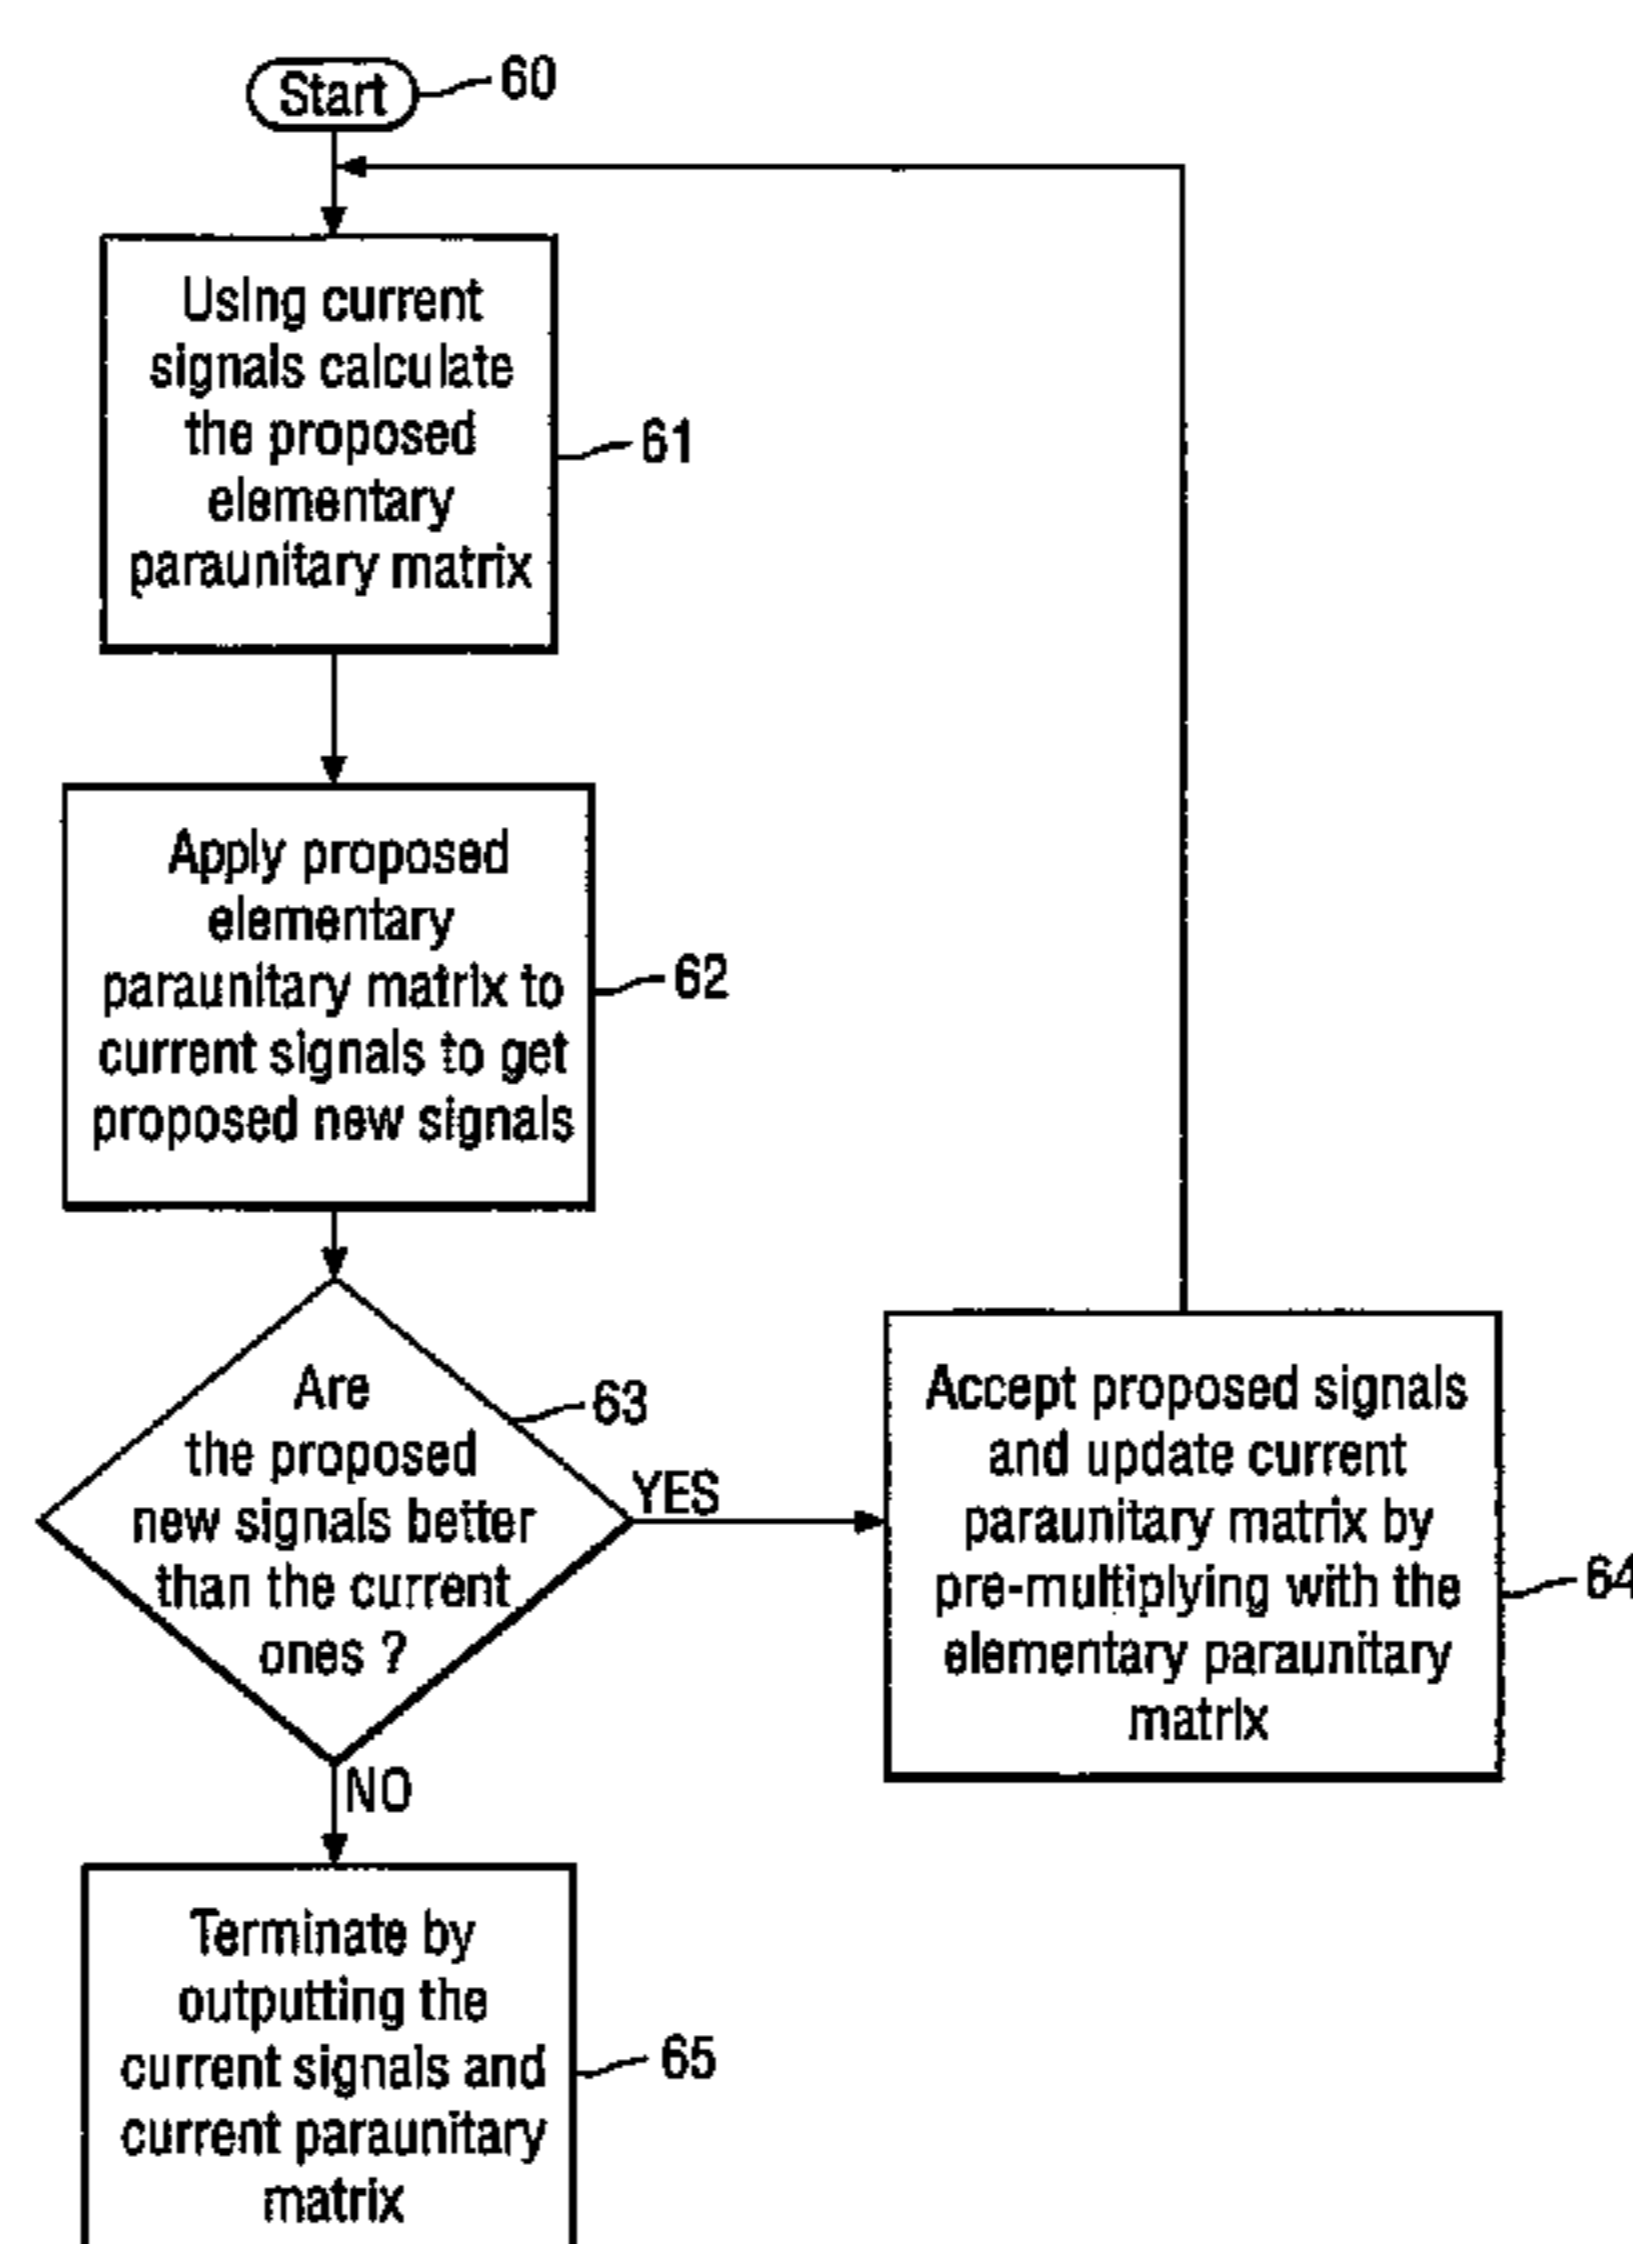 Start
60
Using current
signals calculate
the proposed
elementary
paraunitary matrix
61
Apply proposed
elementary
paraunitary matrix to
current signals to get
proposed new signals
62
Are
the proposed
new signals better
than the current
ones ?
63
YES
NO
Accept proposed signals
and update current
paraunitary matrix by
pre-multiplying with the
elementary paraunitary
matrix
64
Terminate by
outputting the
current signals and
current paraunitary
matrix
65